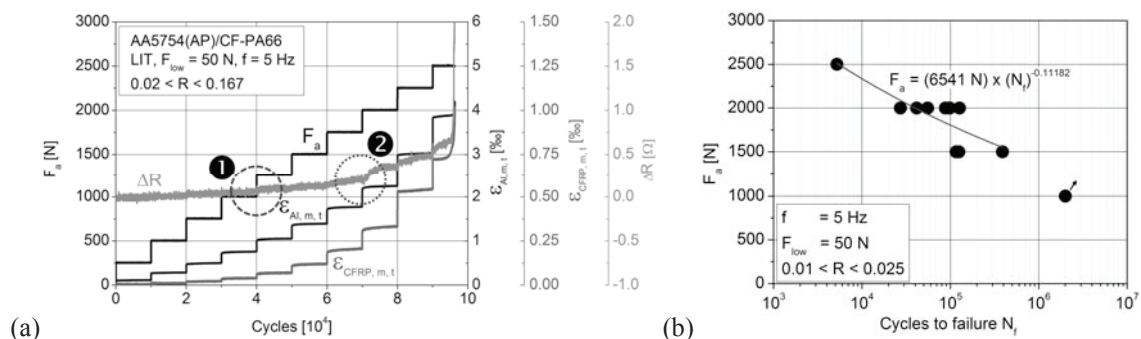 AA5754(AP)/CF-PA66
LIT, F_low = 50 N, f = 5 Hz
0.02 < R < 0.167
F_a [N]
3000
2500
2000
1500
1000
500
0
ΔR
1
2
F_a
ε_Al, m, t
ε_CFRP, m, t
0 2 4 6 8 10
Cycles [10^4]
6
5
4
3
2
1
0
ε_Al,m, t [‰]
1.50
1.25
1.00
0.75
0.50
0.25
0.00
ε_CFRP, m, t [‰]
2.0
1.5
1.0
0.5
0.0
-0.5
-1.0
ΔR [Ω]
(a)
F_a [N]
3000
2500
2000
1500
1000
500
0
F_a = (6541 N) x (N_f)^-0.11182
f = 5 Hz
F_low = 50 N
0.01 < R < 0.025
10^3 10^4 10^5 10^6 10^7
Cycles to failure N_f
(b)